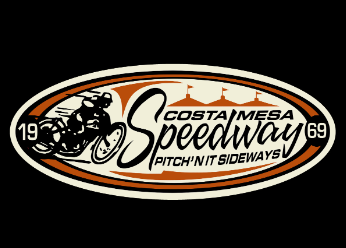 COSTA MESA
19 Speedway 69
PITCH'N IT SIDEWAYS